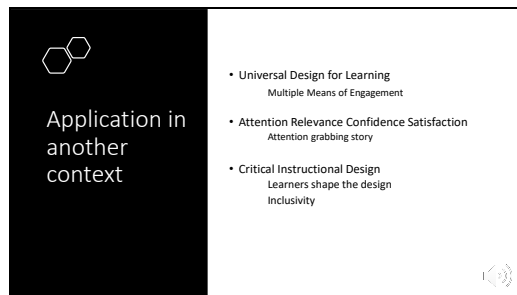 Application in
another
context
• Universal Design for Learning
Multiple Means of Engagement
• Attention Relevance Confidence Satisfaction
Attention grabbing story
• Critical Instructional Design
Learners shape the design
Inclusivity